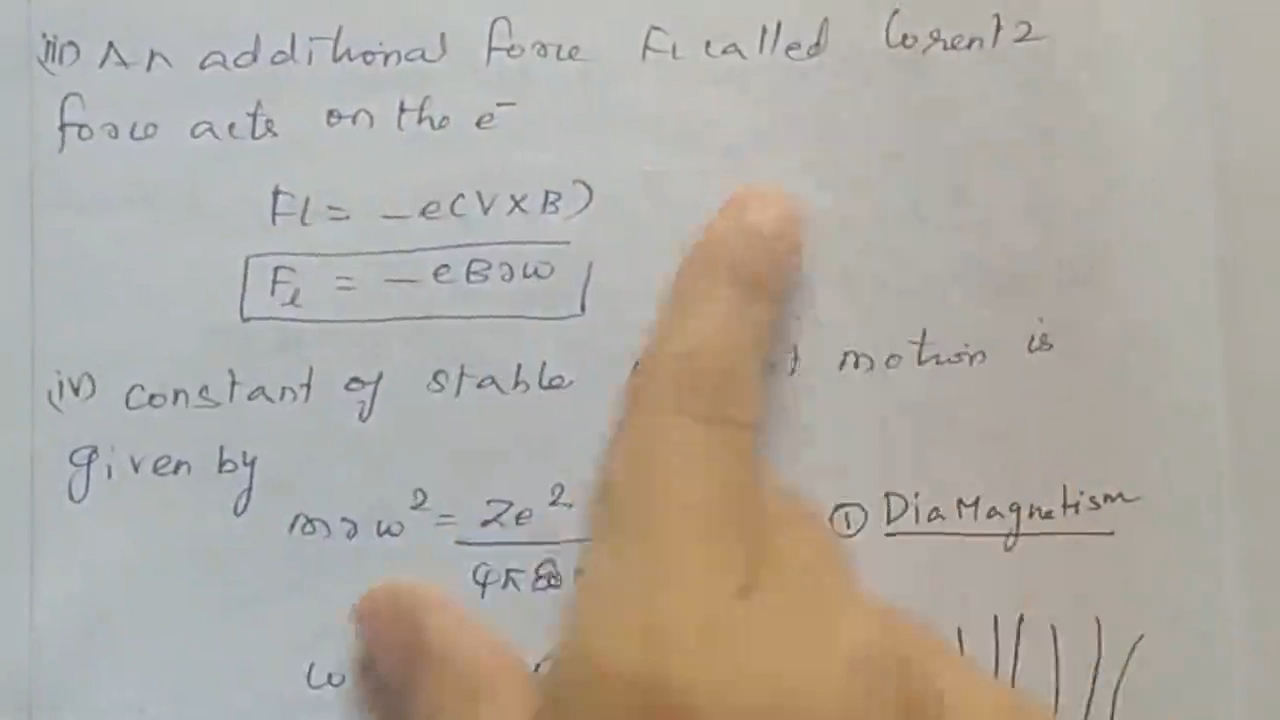 (iii) An additional force FL called Lorentz
force acts on the e⁻
FL = -e(V×B)
FL = -eBrω
(iv) constant of stable motion is
given by
mrω² = Ze²
4πε0
① DiaMagnetism
ω